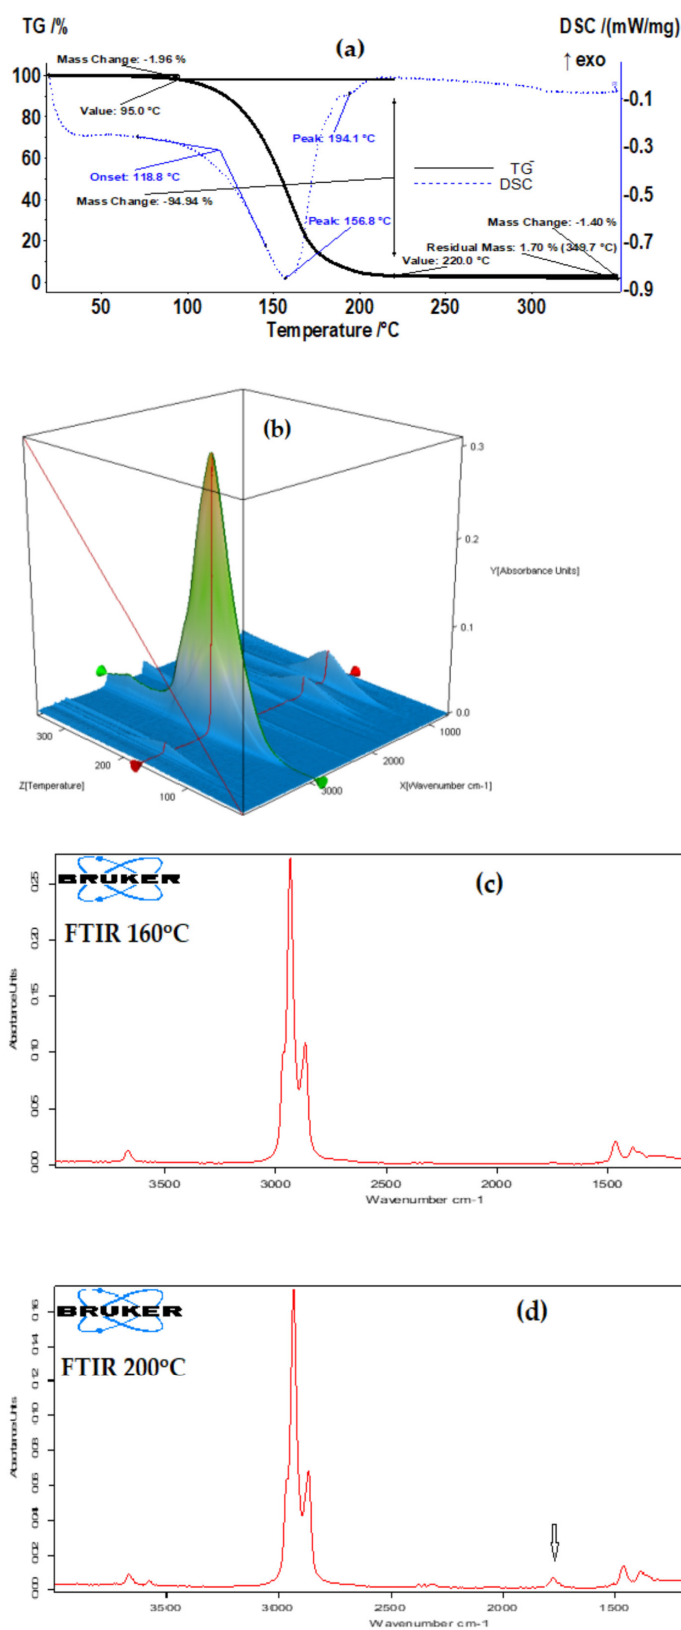 TG /%
(a)
DSC /(mW/mg)
Mass Change: -1.96 %
↑ exo
100
Value: 95.0 °C
-0.1
80
Peak: 194.1 °C
-0.3
60
Onset: 118.8 °C
TG
DSC
-0.5
40
Mass Change: -94.94 %
Mass Change: -1.40 %
Peak: 156.8 °C
20
Residual Mass: 1.70 % (349.7 °C)
-0.7
Value: 220.0 °C
0
-0.9
50 100 150 200 250 300
Temperature /°C
(b)
0.3
0.2
Y[Absorbance Units]
0.1
0.0
300
200
100
1000
2000
3000
Z[Temperature]
X[Wavenumber cm-1]
BRUKER
(c)
FTIR 160°C
Absorbance Units
0.25
0.20
0.15
0.10
0.05
0.00
3500 3000 2500 2000 1500
Wavenumber cm-1
BRUKER
(d)
FTIR 200°C
Absorbance Units
0.16
0.14
0.12
0.10
0.08
0.06
0.04
0.02
0.00
3500 3000 2500 2000 1500
Wavenumber cm-1